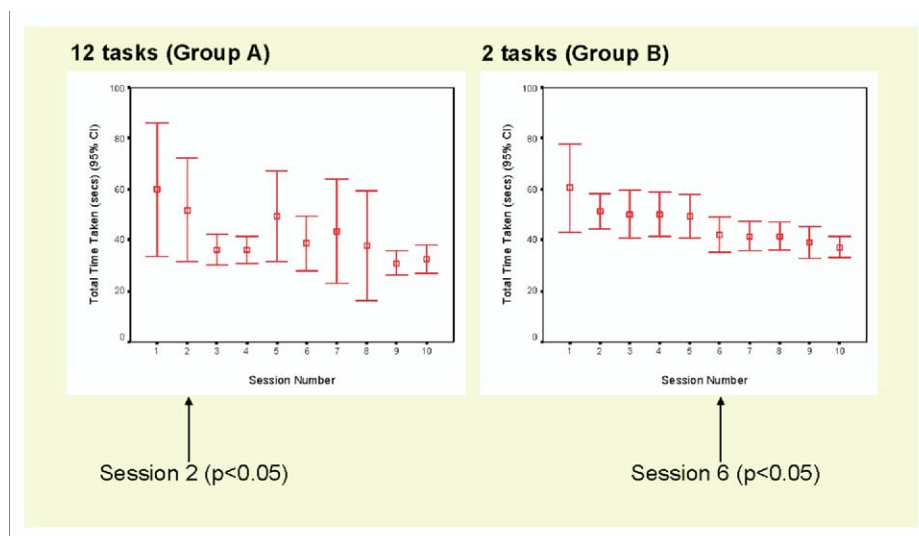 12 tasks (Group A)
2 tasks (Group B)
Total Time Taken (secs) (95% CI)
100
80
60
40
20
0
1 2 3 4 5 6 7 8 9 10
Session Number
Total Time Taken (secs) (95% CI)
100
80
60
40
20
0
1 2 3 4 5 6 7 8 9 10
Session Number
Session 2 (p<0.05)
Session 6 (p<0.05)